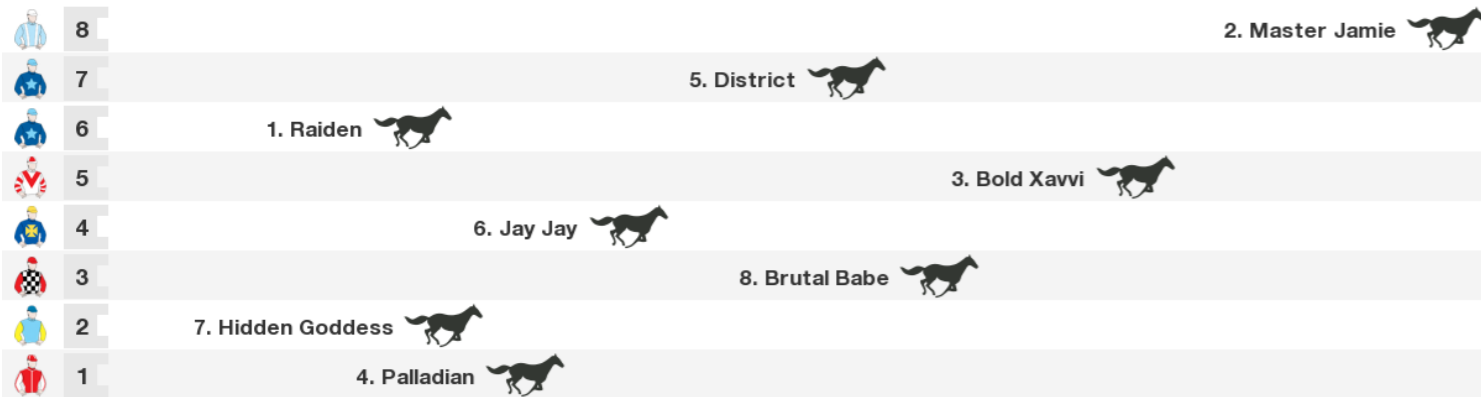 8 2. Master Jamie
7 5. District
6 1. Raiden
5 3. Bold Xavvi
4 6. Jay Jay
3 8. Brutal Babe
2 7. Hidden Goddess
1 4. Palladian